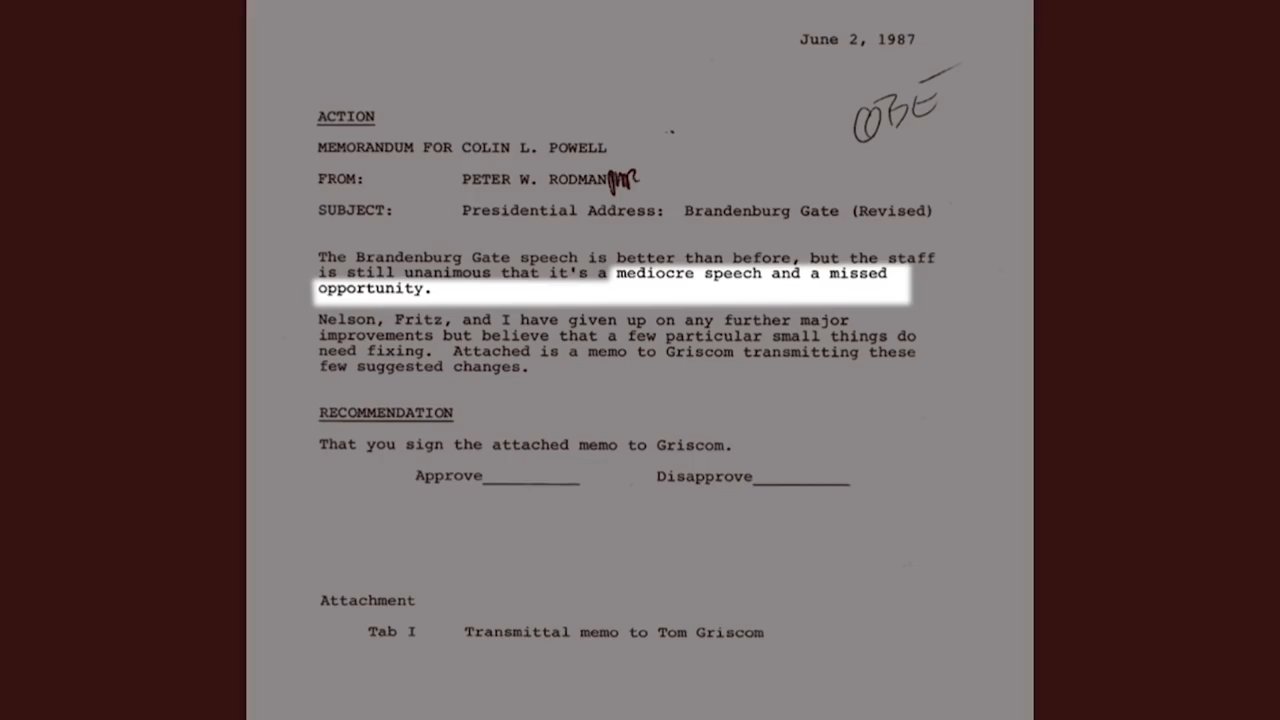 June 2, 1987
OBE
ACTION
MEMORANDUM FOR COLIN L. POWELL
FROM: PETER W. RODMAN
SUBJECT: Presidential Address: Brandenburg Gate (Revised)
The Brandenburg Gate speech is better than before, but the staff
is still unanimous that it's a mediocre speech and a missed
opportunity.
Nelson, Fritz, and I have given up on any further major
improvements but believe that a few particular small things do
need fixing. Attached is a memo to Griscom transmitting these
few suggested changes.
RECOMMENDATION
That you sign the attached memo to Griscom.
Approve__________ Disapprove__________
Attachment
Tab I Transmittal memo to Tom Griscom